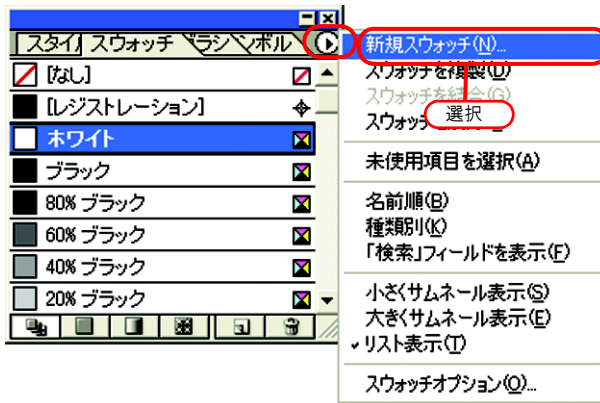 スタイ スウォッチ ブラシ シンボル
[なし]
[レジストレーション]
ホワイト
ブラック
80% ブラック
60% ブラック
40% ブラック
20% ブラック
新規スウォッチ(N)...
スウォッチを複製(U)
スウォッチを結合(G)
スウォッチ
選択
未使用項目を選択(A)
名前順(B)
種類別(K)
「検索」フィールドを表示(F)
小さくサムネール表示(S)
大きくサムネール表示(E)
リスト表示(T)
スウォッチオプション(O)...